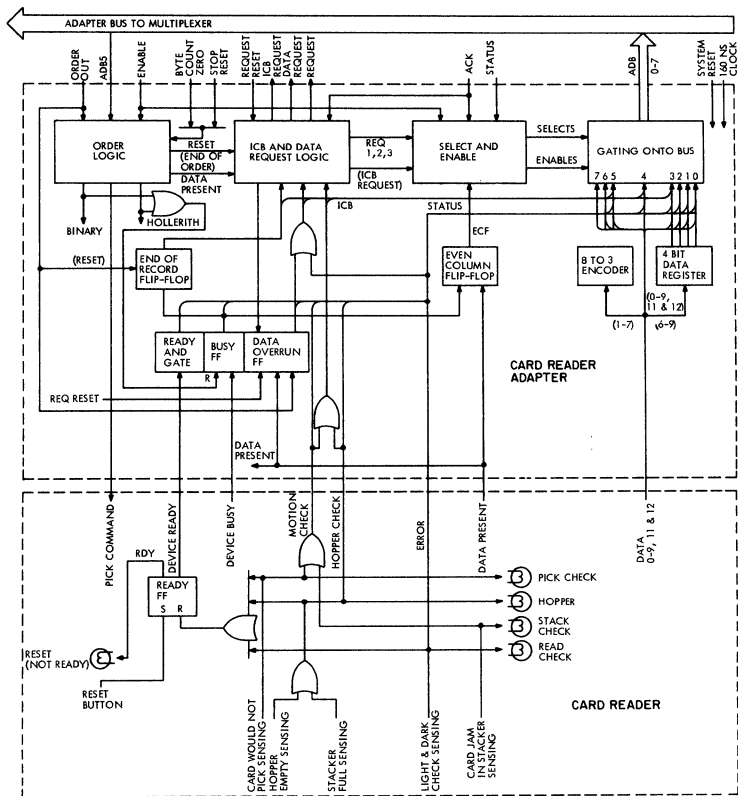 ADAPTER BUS TO MULTIPLEXER
ORDER
OUT
ADB5
ENABLE
BYTE
COUNT
ZERO
STOP
RESET
REQUEST
RESET
ICB
REQUEST
DATA
REQUEST
REQUEST
ACK
STATUS
ADB
0-7
SYSTEM
RESET
160 NS
CLOCK
ORDER
LOGIC
RESET
(END OF
ORDER)
DATA
PRESENT
ICB AND DATA
REQUEST LOGIC
REQ
1,2,3
(ICB
REQUEST)
SELECT AND
ENABLE
SELECTS
ENABLES
GATING ONTO BUS
7 6 5 4 3 2 1 0
BINARY
HOLLERITH
ICB
STATUS
(RESET)
END OF
RECORD
FLIP-FLOP
ECF
EVEN
COLUMN
FLIP-FLOP
8 TO 3
ENCODER
4 BIT
DATA
REGISTER
(0-9,
11 & 12)
(1-7)
(6-9)
READY
AND
GATE
BUSY
FF
R
DATA
OVERRUN
FF
CARD READER
ADAPTER
REQ RESET
DATA
PRESENT
PICK COMMAND
DEVICE READY
DEVICE BUSY
MOTION
CHECK
HOPPER CHECK
ERROR
DATA PRESENT
DATA
0-9, 11 & 12
RDY
READY
FF
S R
PICK CHECK
HOPPER
STACK
CHECK
READ
CHECK
RESET
(NOT READY)
RESET
BUTTON
CARD READER
CARD WOULD NOT
PICK SENSING
HOPPER
EMPTY SENSING
STACKER
FULL SENSING
LIGHT & DARK
CHECK SENSING
CARD JAM
IN STACKER
SENSING